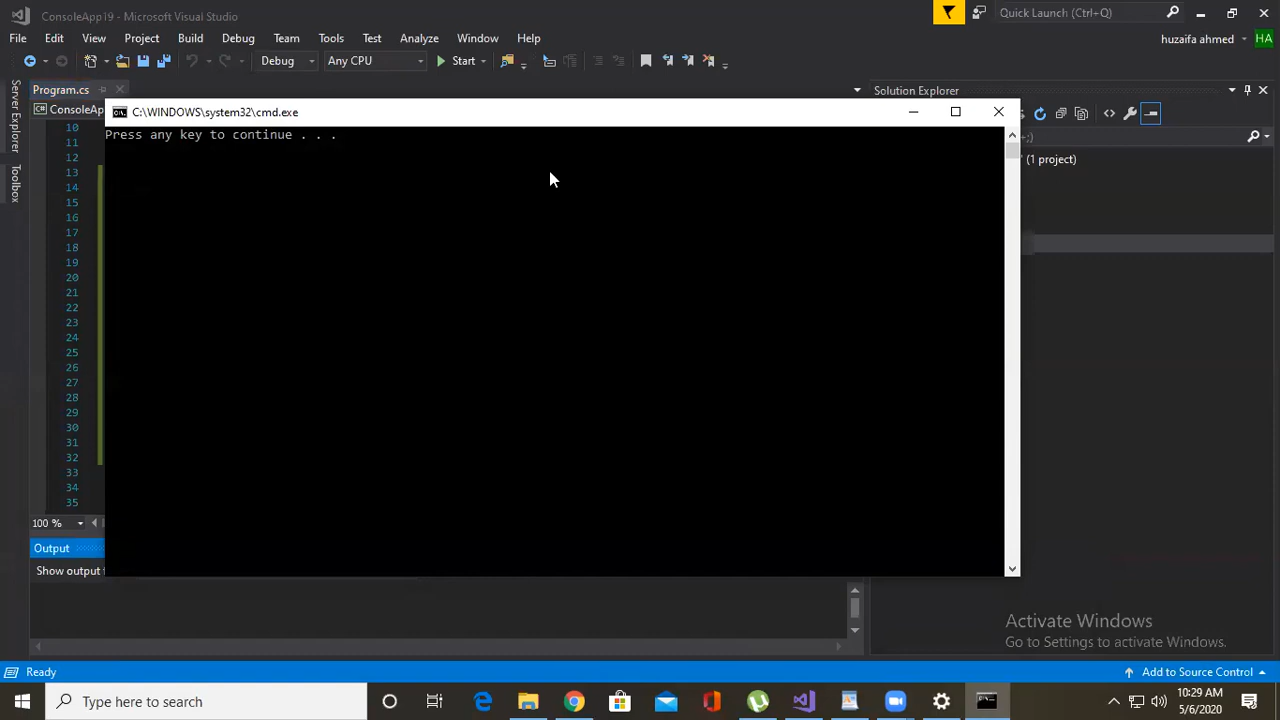 ConsoleApp19 - Microsoft Visual Studio
Quick Launch (Ctrl+Q)
File Edit View Project Build Debug Team Tools Test Analyze Window Help
huzaifa ahmed HA
Debug Any CPU Start
Server Explorer
Toolbox
Program.cs
Solution Explorer
ConsoleAp
C:\WINDOWS\system32\cmd.exe
Press any key to continue . . .
(1 project)
10
11
12
13
14
15
16
17
18
19
20
21
22
23
24
25
26
27
28
29
30
31
32
33
34
35
100 %
Output
Show output f
Activate Windows
Go to Settings to activate Windows.
Ready
Add to Source Control
Type here to search
10:29 AM
5/6/2020